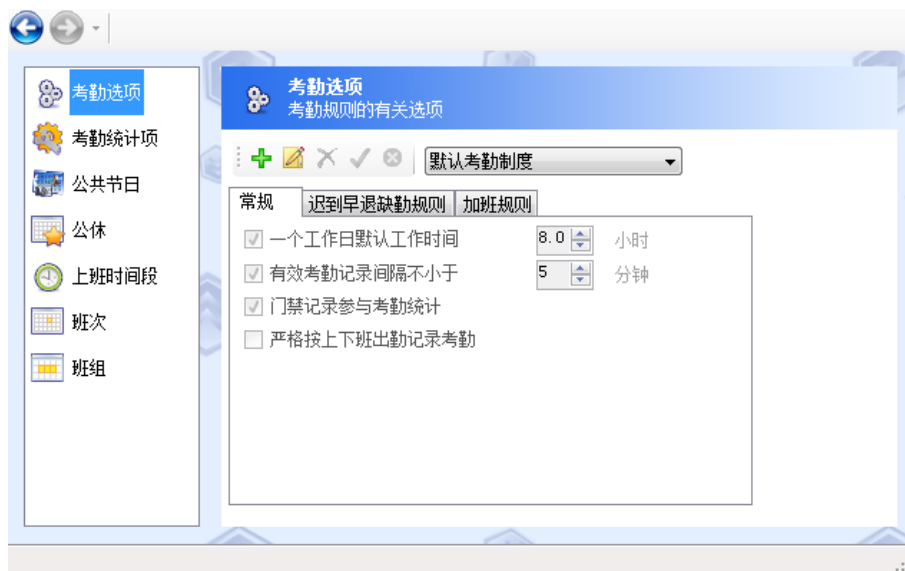 考勤选项
考勤统计项
公共节日
公休
上班时间段
班次
班组
考勤选项
考勤规则的有关选项
默认考勤制度
常规 迟到早退缺勤规则 加班规则
一个工作日默认工作时间 8.0 小时
有效考勤记录间隔不小于 5 分钟
门禁记录参与考勤统计
严格按上下班出勤记录考勤